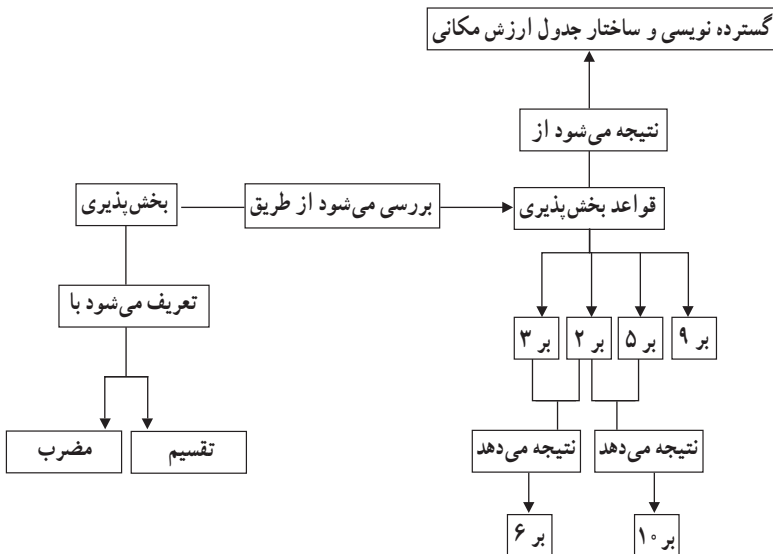 گسترده نویسی و ساختار جدول ارزش مکانی
نتیجه می‌شود از
بخش‌پذیری
بررسی می‌شود از طریق
قواعد بخش‌پذیری
تعریف می‌شود با
بر ۳
بر ۲
بر ۵
بر ۹
مضرب
تقسیم
نتیجه می‌دهد
نتیجه می‌دهد
بر ۶
بر ۱۰